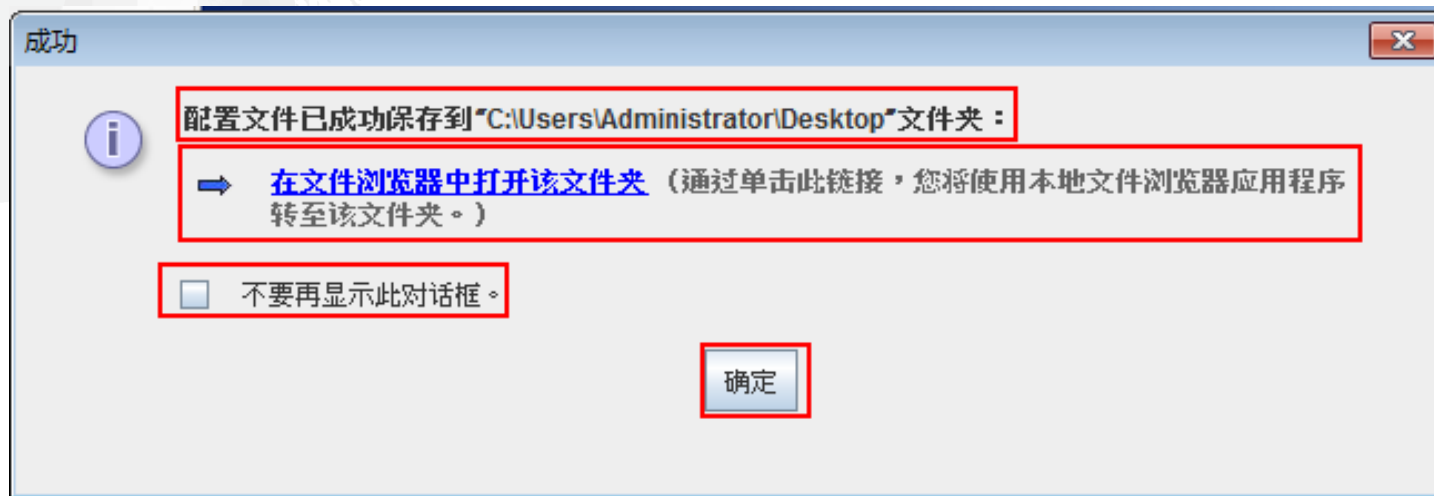 成功
配置文件已成功保存到"C:\Users\Administrator\Desktop"文件夹：
在文件浏览器中打开该文件夹（通过单击此链接，您将使用本地文件浏览器应用程序
转至该文件夹。）
不要再显示此对话框。
确定